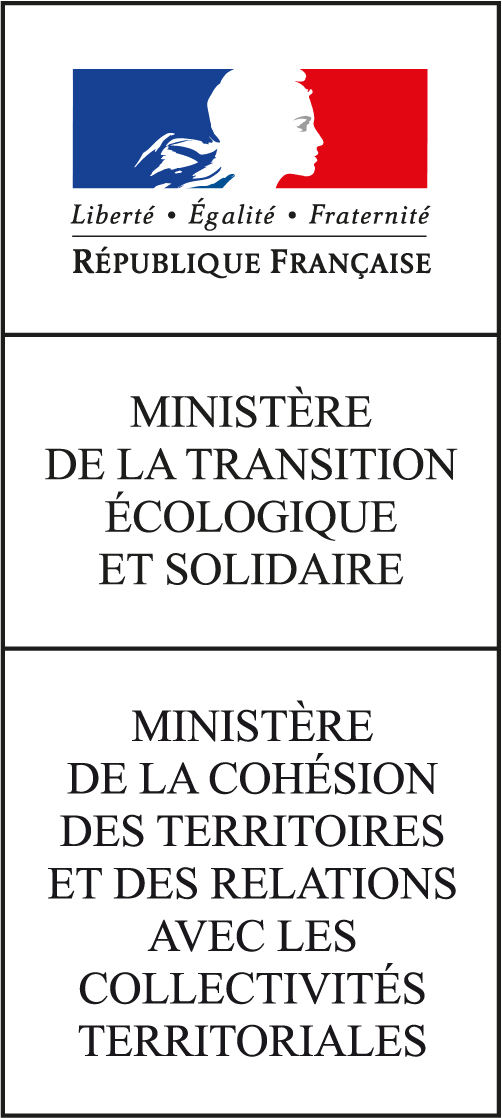 Liberté • Égalité • Fraternité
RÉPUBLIQUE FRANÇAISE
MINISTÈRE
DE LA TRANSITION
ÉCOLOGIQUE
ET SOLIDAIRE
MINISTÈRE
DE LA COHÉSION
DES TERRITOIRES
ET DES RELATIONS
AVEC LES
COLLECTIVITÉS
TERRITORIALES